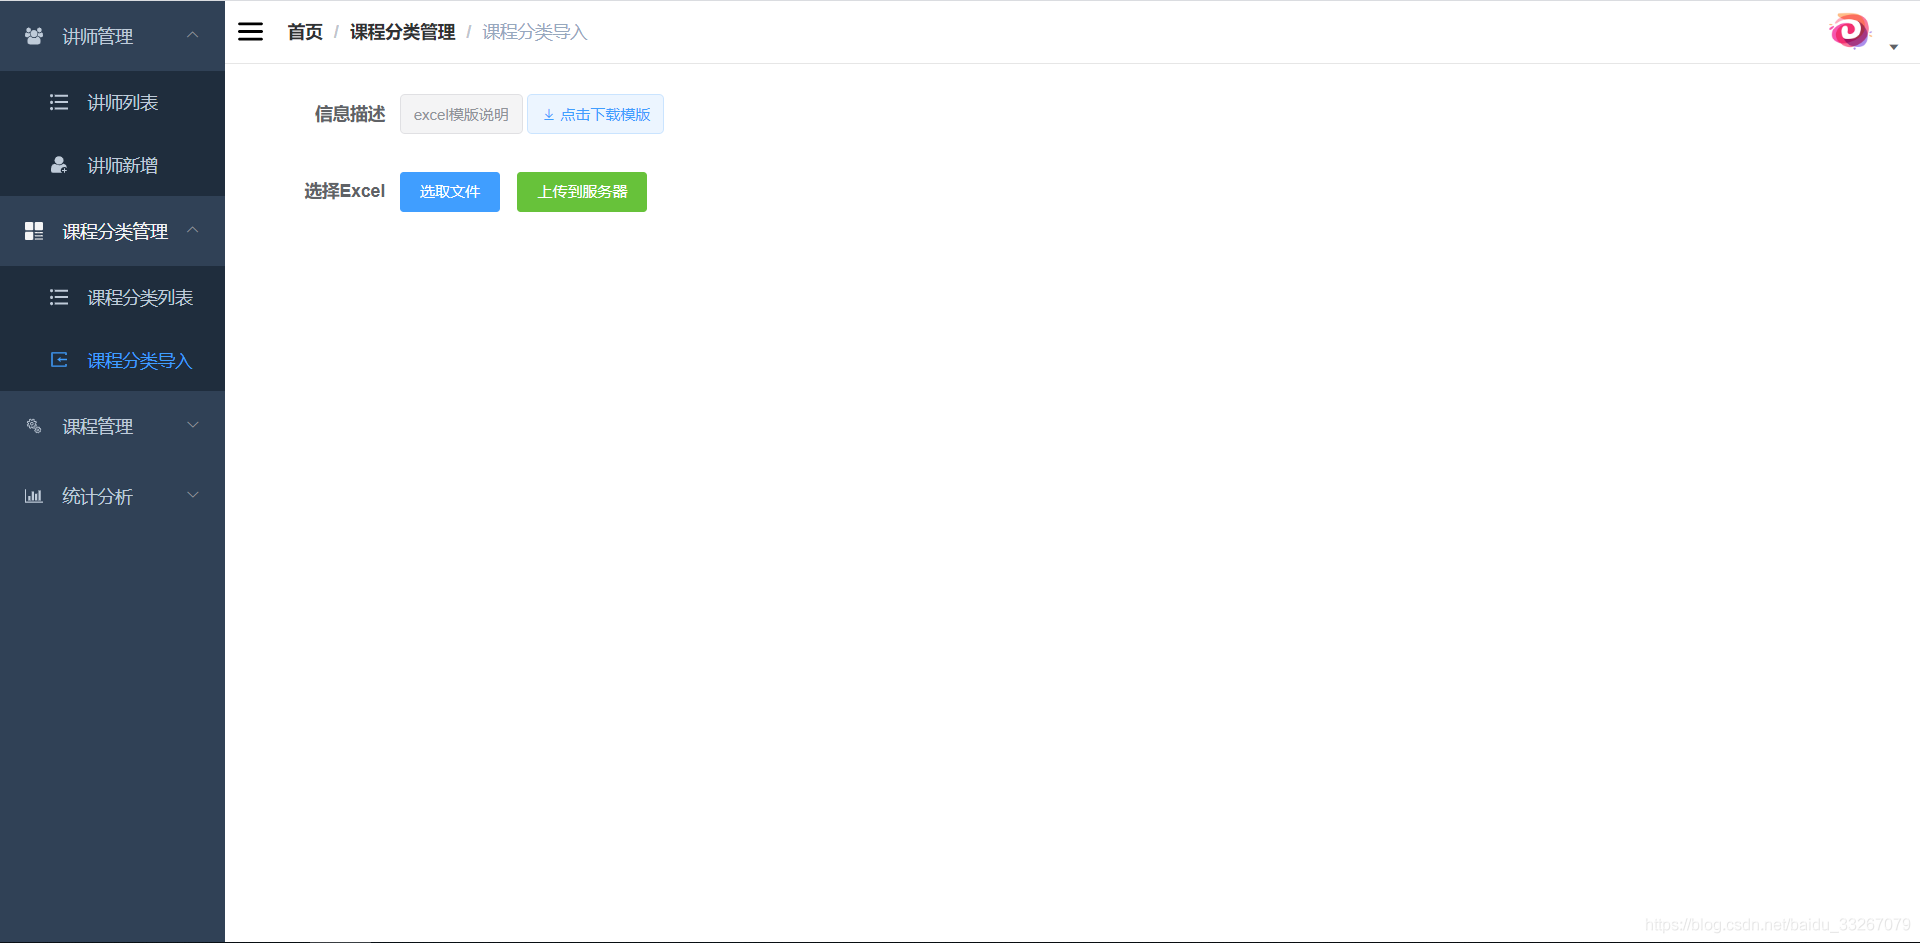 讲师管理
讲师列表
讲师新增
课程分类管理
课程分类列表
课程分类导入
课程管理
统计分析
首页 / 课程分类管理 / 课程分类导入
信息描述 excel模版说明 点击下载模版
选择Excel 选取文件 上传到服务器
https://blog.csdn.net/baidu_33267079